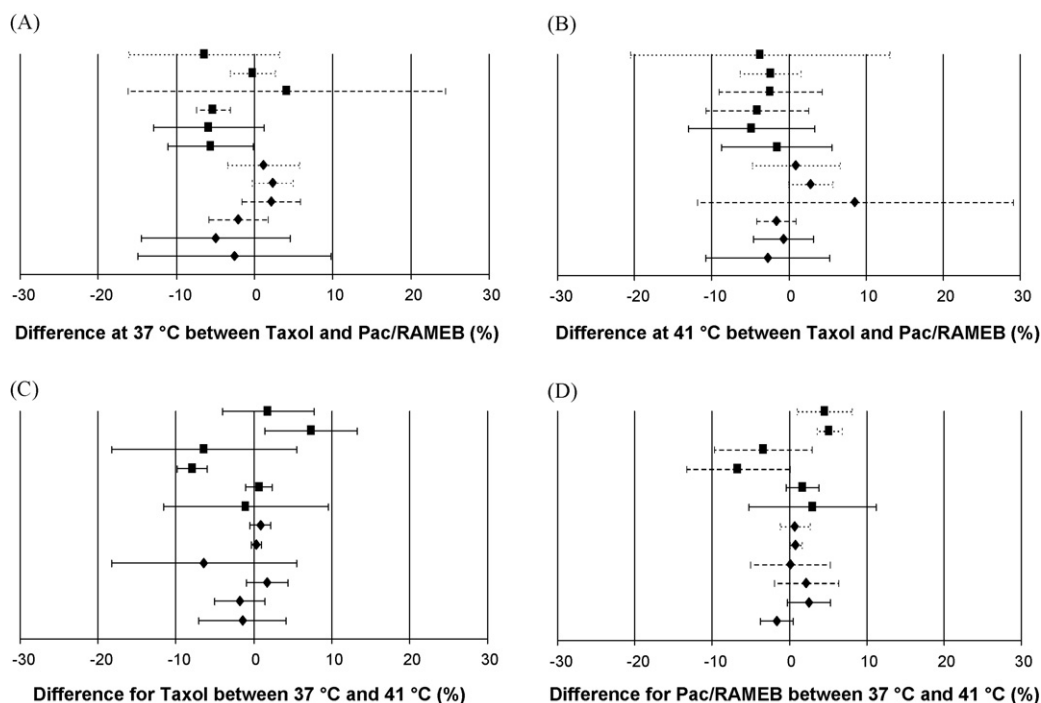 (A)
-30 -20 -10 0 10 20 30
Difference at 37 °C between Taxol and Pac/RAMEB (%)
(B)
-30 -20 -10 0 10 20 30
Difference at 41 °C between Taxol and Pac/RAMEB (%)
(C)
-30 -20 -10 0 10 20 30
Difference for Taxol between 37 °C and 41 °C (%)
(D)
-30 -20 -10 0 10 20 30
Difference for Pac/RAMEB between 37 °C and 41 °C (%)